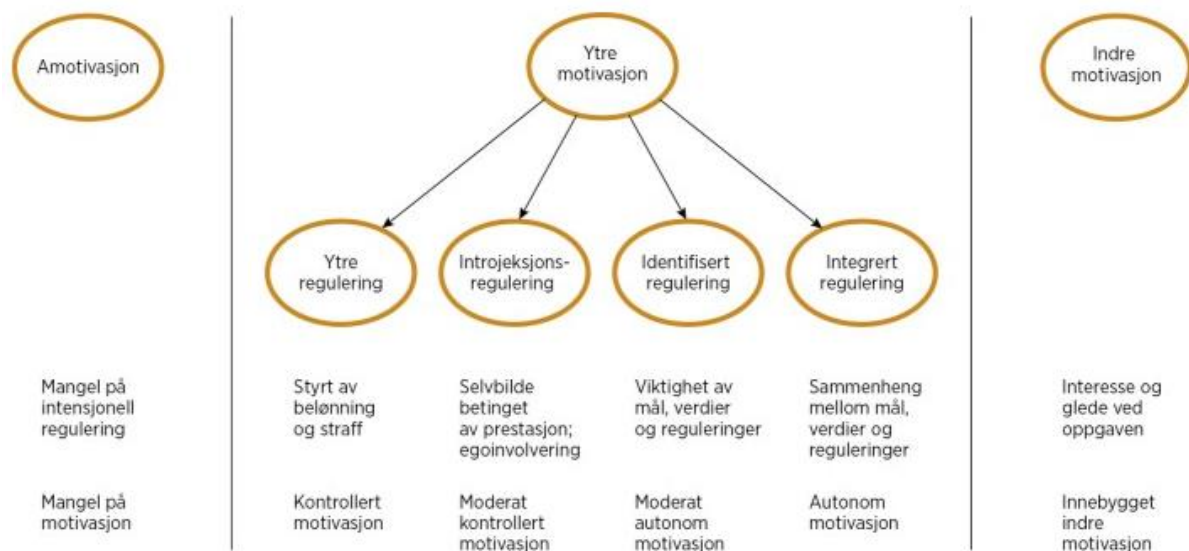 Amotivasjon
Ytre
motivasjon
Indre
motivasjon
Ytre
regulering
Introjeksjons-
regulering
Identifisert
regulering
Integrert
regulering
Mangel på
intensjonell
regulering
Styrt av
belønning
og straff
Selvbilde
betinget
av prestasjon;
egoinvolvering
Viktighet av
mål, verdier
og reguleringer
Sammenheng
mellom mål,
verdier og
reguleringer
Interesse og
glede ved
oppgaven
Mangel på
motivasjon
Kontrollert
motivasjon
Moderat
kontrollert
motivasjon
Moderat
autonom
motivasjon
Autonom
motivasjon
Innebygget
indre
motivasjon